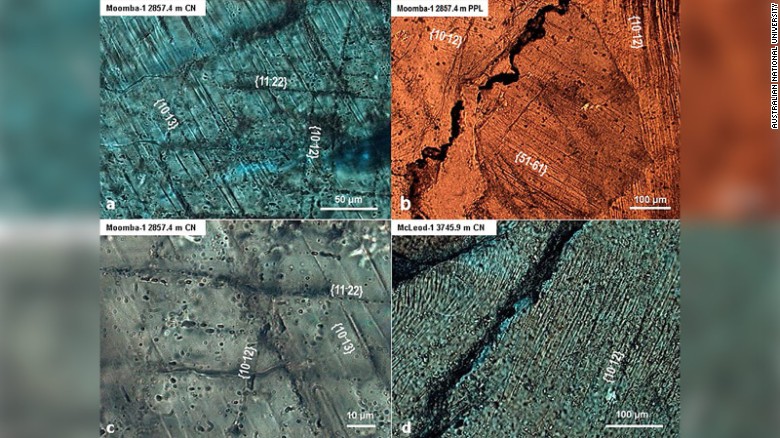 Moomba-1 2857.4 m CN
{11·22}
{10·13}
{10·12}
a
50 µm
Moomba-1 2857.4 m PPL
{10·12}
{10·12}
{51·61}
b
100 µm
Moomba-1 2857.4 m CN
{11·22}
{10·13}
{10·12}
c
10 µm
McLeod-1 3745.9 m CN
{10·12}
d
100 µm
AUSTRALIAN NATIONAL UNIVERSITY